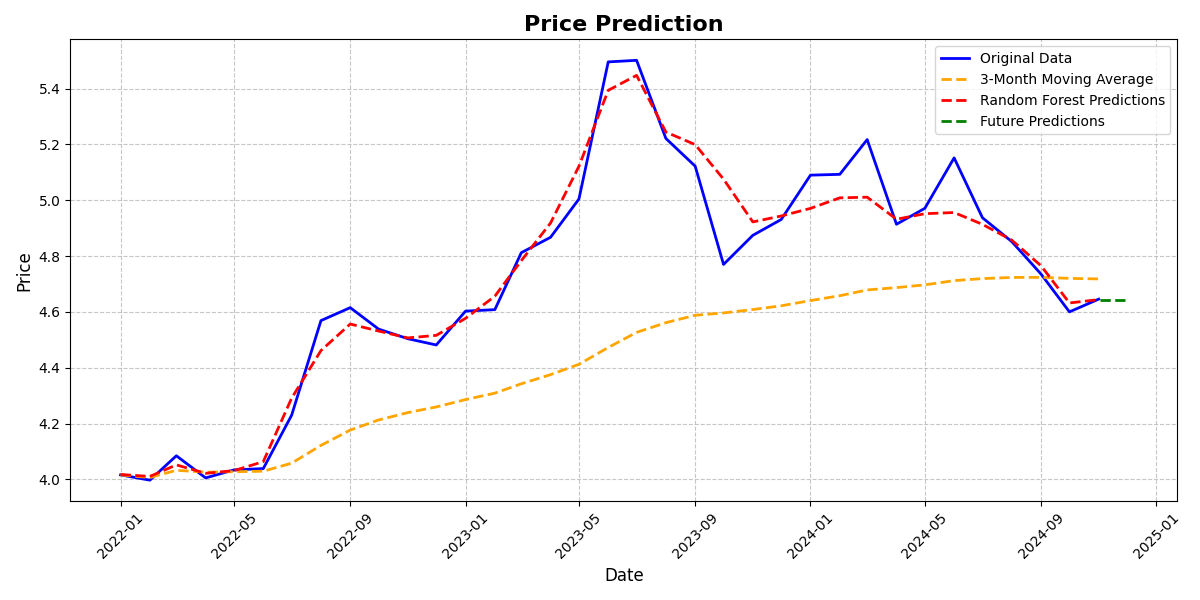 Price Prediction
Original Data
3-Month Moving Average
Random Forest Predictions
Future Predictions
Price
5.4
5.2
5.0
4.8
4.6
4.4
4.2
4.0
2022-01
2022-05
2022-09
2023-01
2023-05
2023-09
2024-01
2024-05
2024-09
2025-01
Date